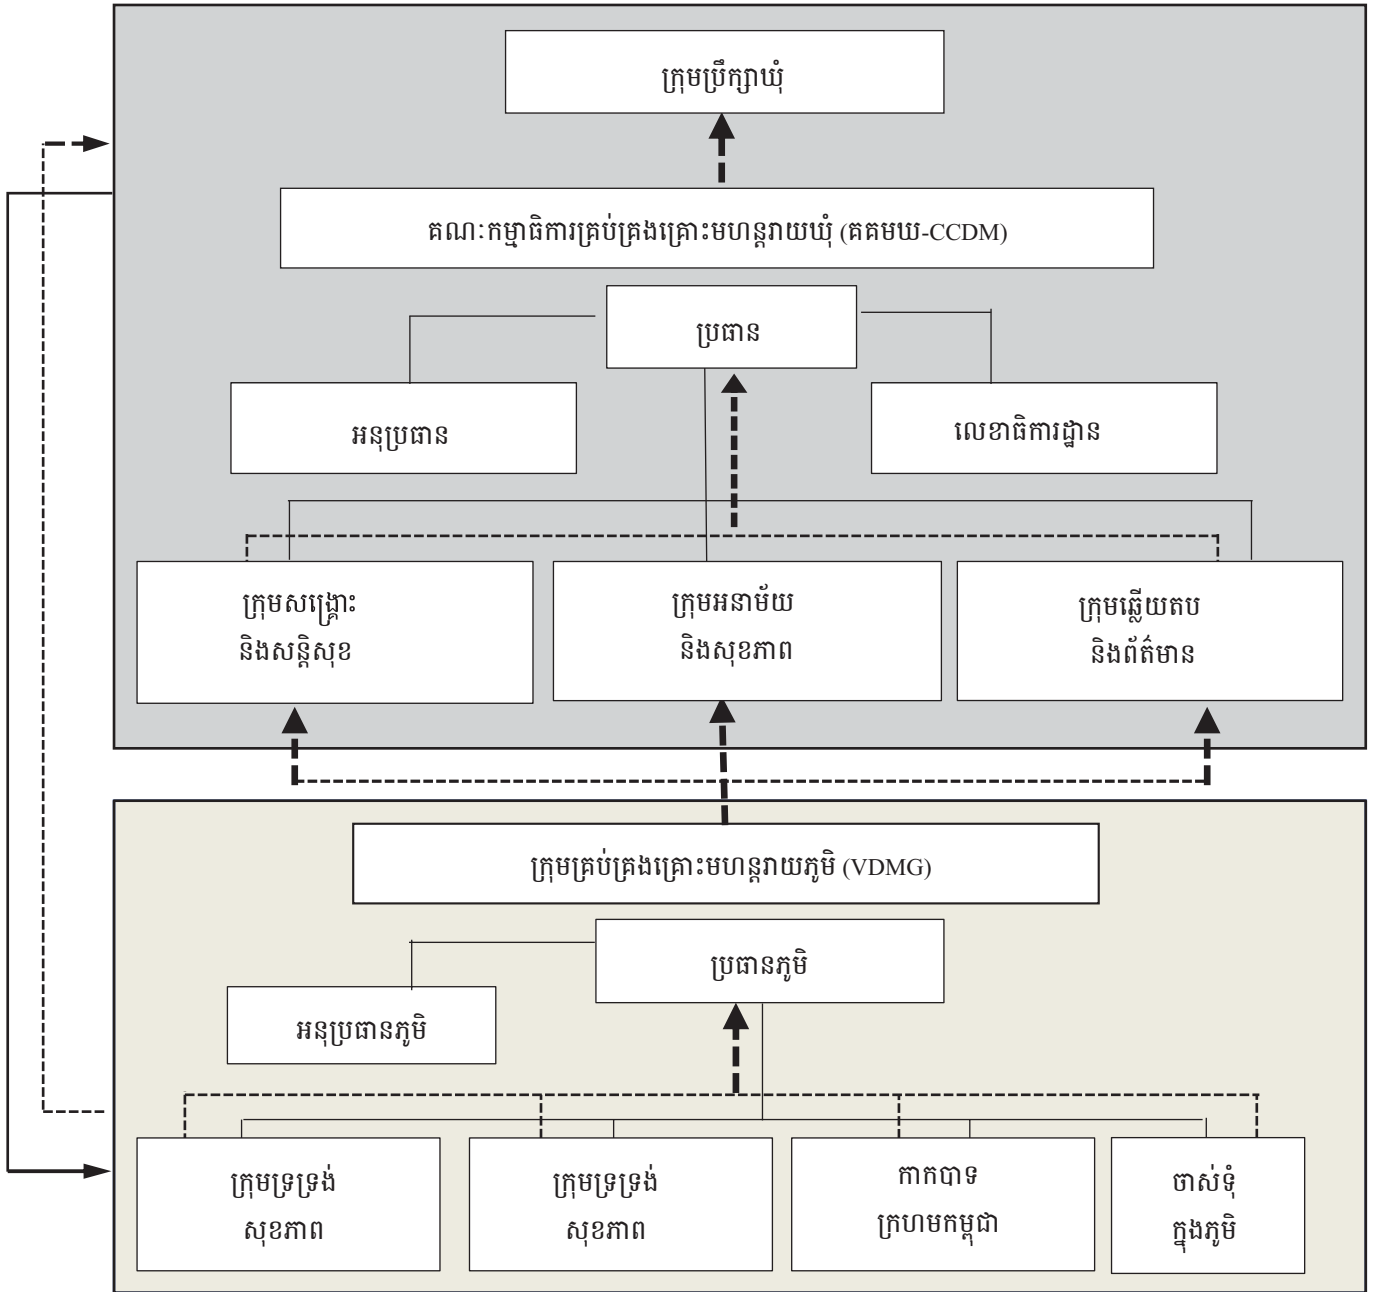 ក្រុមប្រឹក្សាឃុំ
គណៈកម្មាធិការគ្រប់គ្រងគ្រោះមហន្តរាយឃុំ (គគមឃ-CCDM)
ប្រធាន
អនុប្រធាន
លេខាធិការដ្ឋាន
ក្រុមសង្គ្រោះ
និងសន្តិសុខ
ក្រុមអនាម័យ
និងសុខភាព
ក្រុមឆ្លើយតប
និងព័ត៌មាន
ក្រុមគ្រប់គ្រងគ្រោះមហន្តរាយភូមិ (VDMG)
ប្រធានភូមិ
អនុប្រធានភូមិ
ក្រុមទ្រទ្រង់
សុខភាព
ក្រុមទ្រទ្រង់
សុខភាព
កាកបាទ
ក្រហមកម្ពុជា
ចាស់ទុំ
ក្នុងភូមិ